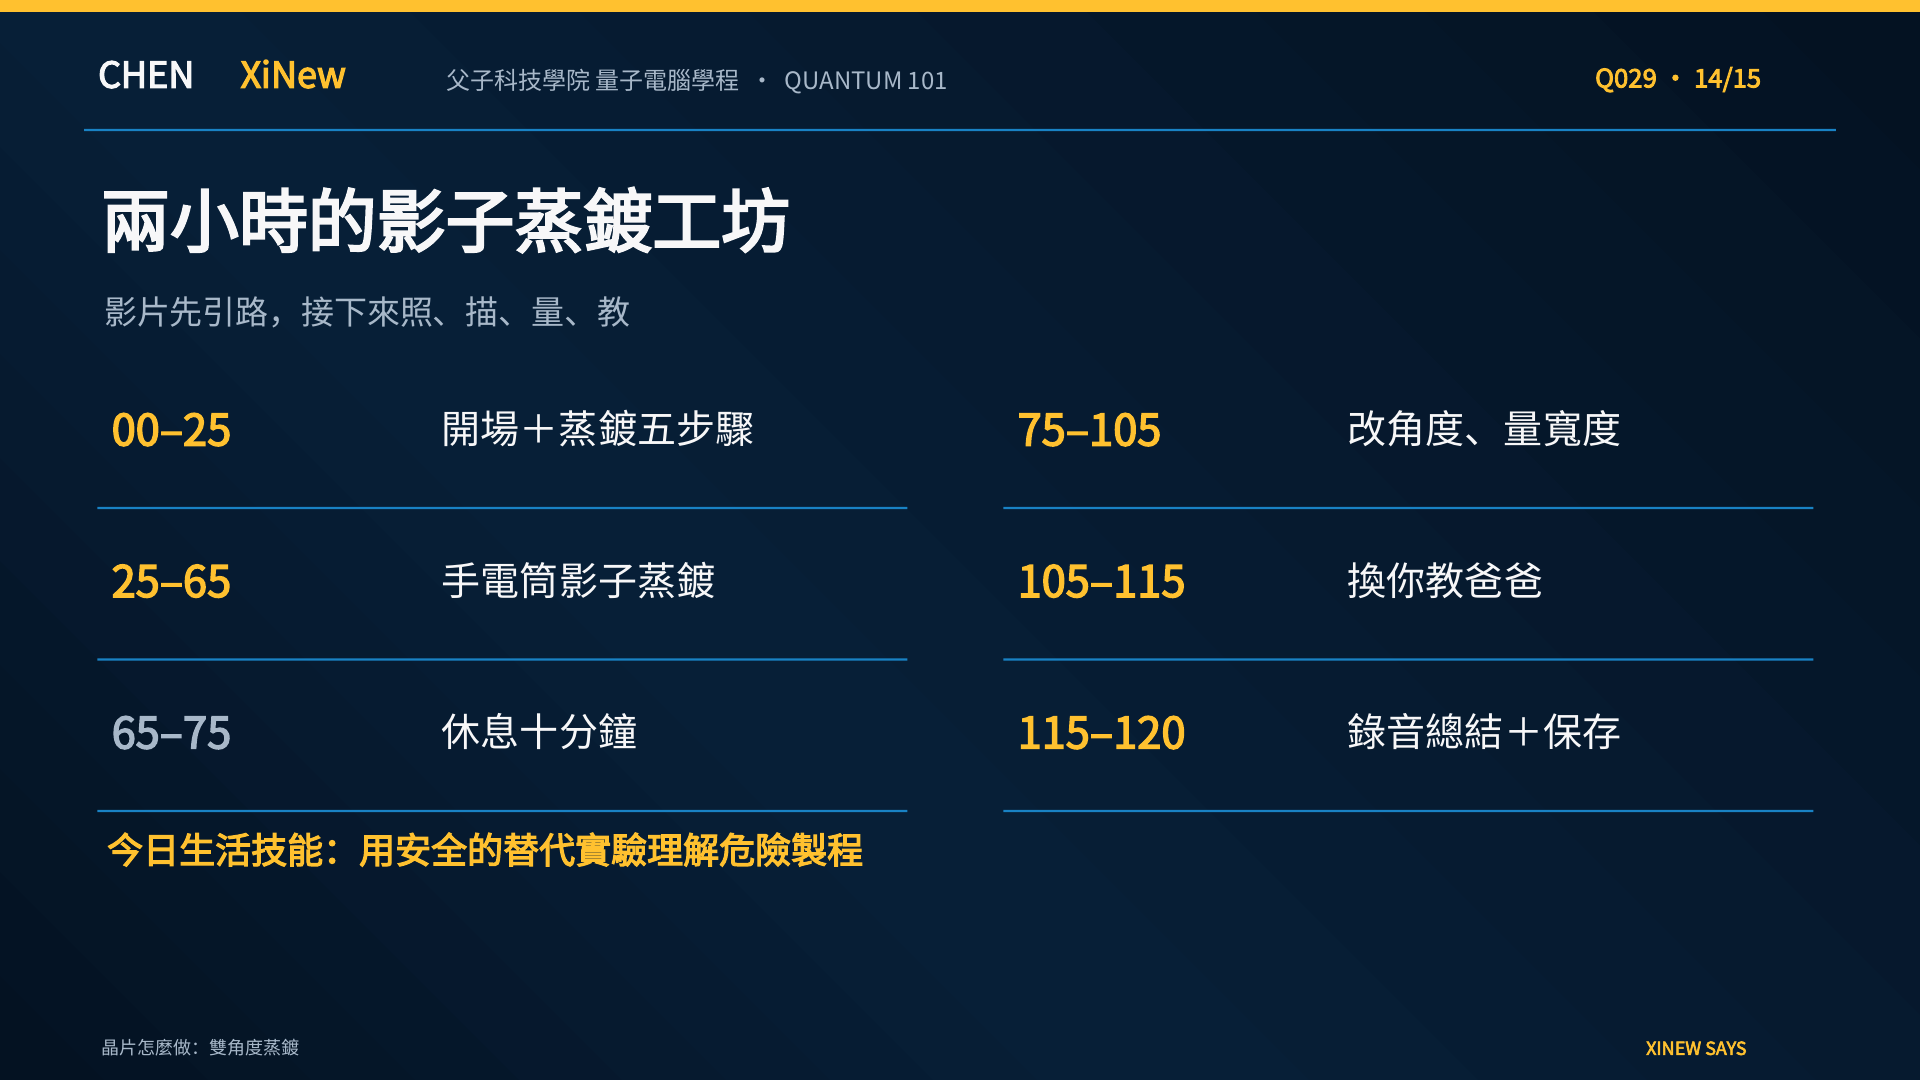 CHEN XiNew 父子科技學院 量子電腦學程 · QUANTUM 101 Q029 · 14/15
兩小時的影子蒸鍍工坊
影片先引路，接下來照、描、量、教
00–25 開場＋蒸鍍五步驟
25–65 手電筒影子蒸鍍
65–75 休息十分鐘
75–105 改角度、量寬度
105–115 換你教爸爸
115–120 錄音總結＋保存
今日生活技能：用安全的替代實驗理解危險製程
晶片怎麼做：雙角度蒸鍍 XINEW SAYS